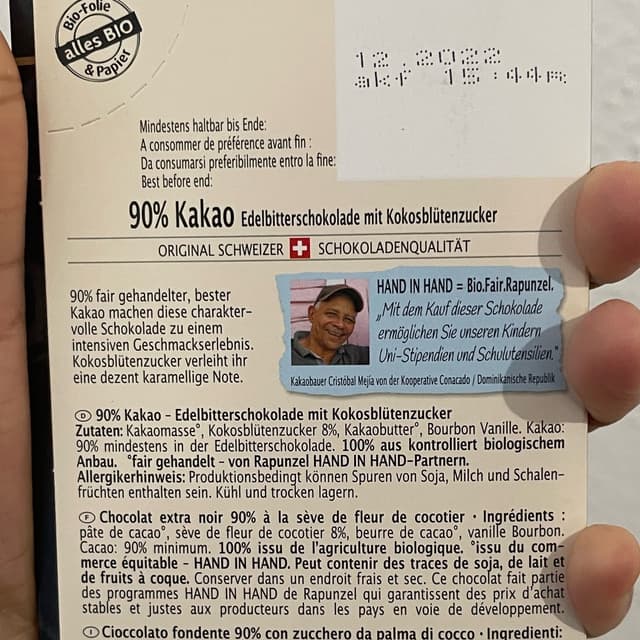 Bio-Folie
alles BIO
& Papier
12.2022
akf 15:44m
Mindestens haltbar bis Ende:
A consommer de préférence avant fin :
Da consumarsi preferibilmente entro la fine:
Best before end:
90% Kakao Edelbitterschokolade mit Kokosblütenzucker
ORIGINAL SCHWEIZER SCHOKOLADENQUALITÄT
90% fair gehandelter, bester
Kakao machen diese charakter-
volle Schokolade zu einem
intensiven Geschmackserlebnis.
Kokosblütenzucker verleiht ihr
eine dezent karamellige Note.
HAND IN HAND = Bio.Fair.Rapunzel.
„Mit dem Kauf dieser Schokolade
ermöglichen Sie unseren Kindern
Uni-Stipendien und Schulutensilien."
Kakaobauer Cristóbal Mejía von der Kooperative Conacado / Dominikanische Republik
D 90% Kakao - Edelbitterschokolade mit Kokosblütenzucker
Zutaten: Kakaomasse°, Kokosblütenzucker 8%, Kakaobutter°, Bourbon Vanille. Kakao:
90% mindestens in der Edelbitterschokolade. 100% aus kontrolliert biologischem
Anbau. °fair gehandelt - von Rapunzel HAND IN HAND-Partnern.
Allergikerhinweis: Produktionsbedingt können Spuren von Soja, Milch und Schalen-
früchten enthalten sein. Kühl und trocken lagern.
F Chocolat extra noir 90% à la sève de fleur de cocotier · Ingrédients :
pâte de cacao°, sève de fleur de cocotier 8%, beurre de cacao°, vanille Bourbon.
Cacao: 90% minimum. 100% issu de l'agriculture biologique. °issu du com-
merce équitable - HAND IN HAND. Peut contenir des traces de soja, de lait et
de fruits à coque. Conserver dans un endroit frais et sec. Ce chocolat fait partie
des programmes HAND IN HAND de Rapunzel qui garantissent des prix d'achat
stables et justes aux producteurs dans les pays en voie de développement.
I Cioccolato fondente 90% con zucchero da palma di cocco · Ingredienti: